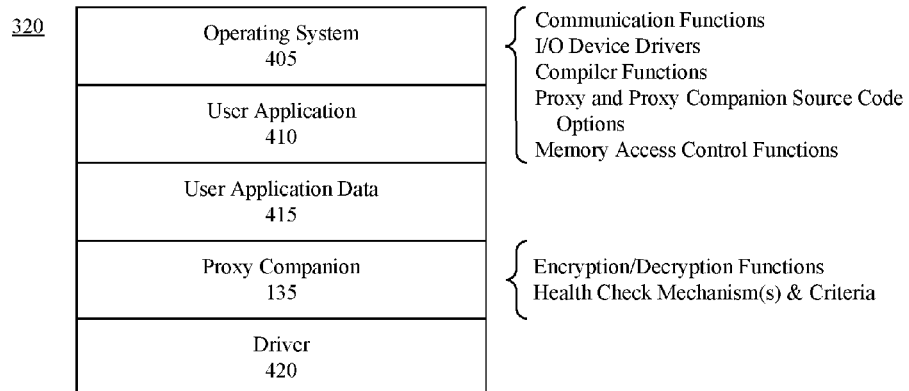 320
Operating System
405
User Application
410
User Application Data
415
Proxy Companion
135
Driver
420
Communication Functions
I/O Device Drivers
Compiler Functions
Proxy and Proxy Companion Source Code
Options
Memory Access Control Functions
Encryption/Decryption Functions
Health Check Mechanism(s) & Criteria